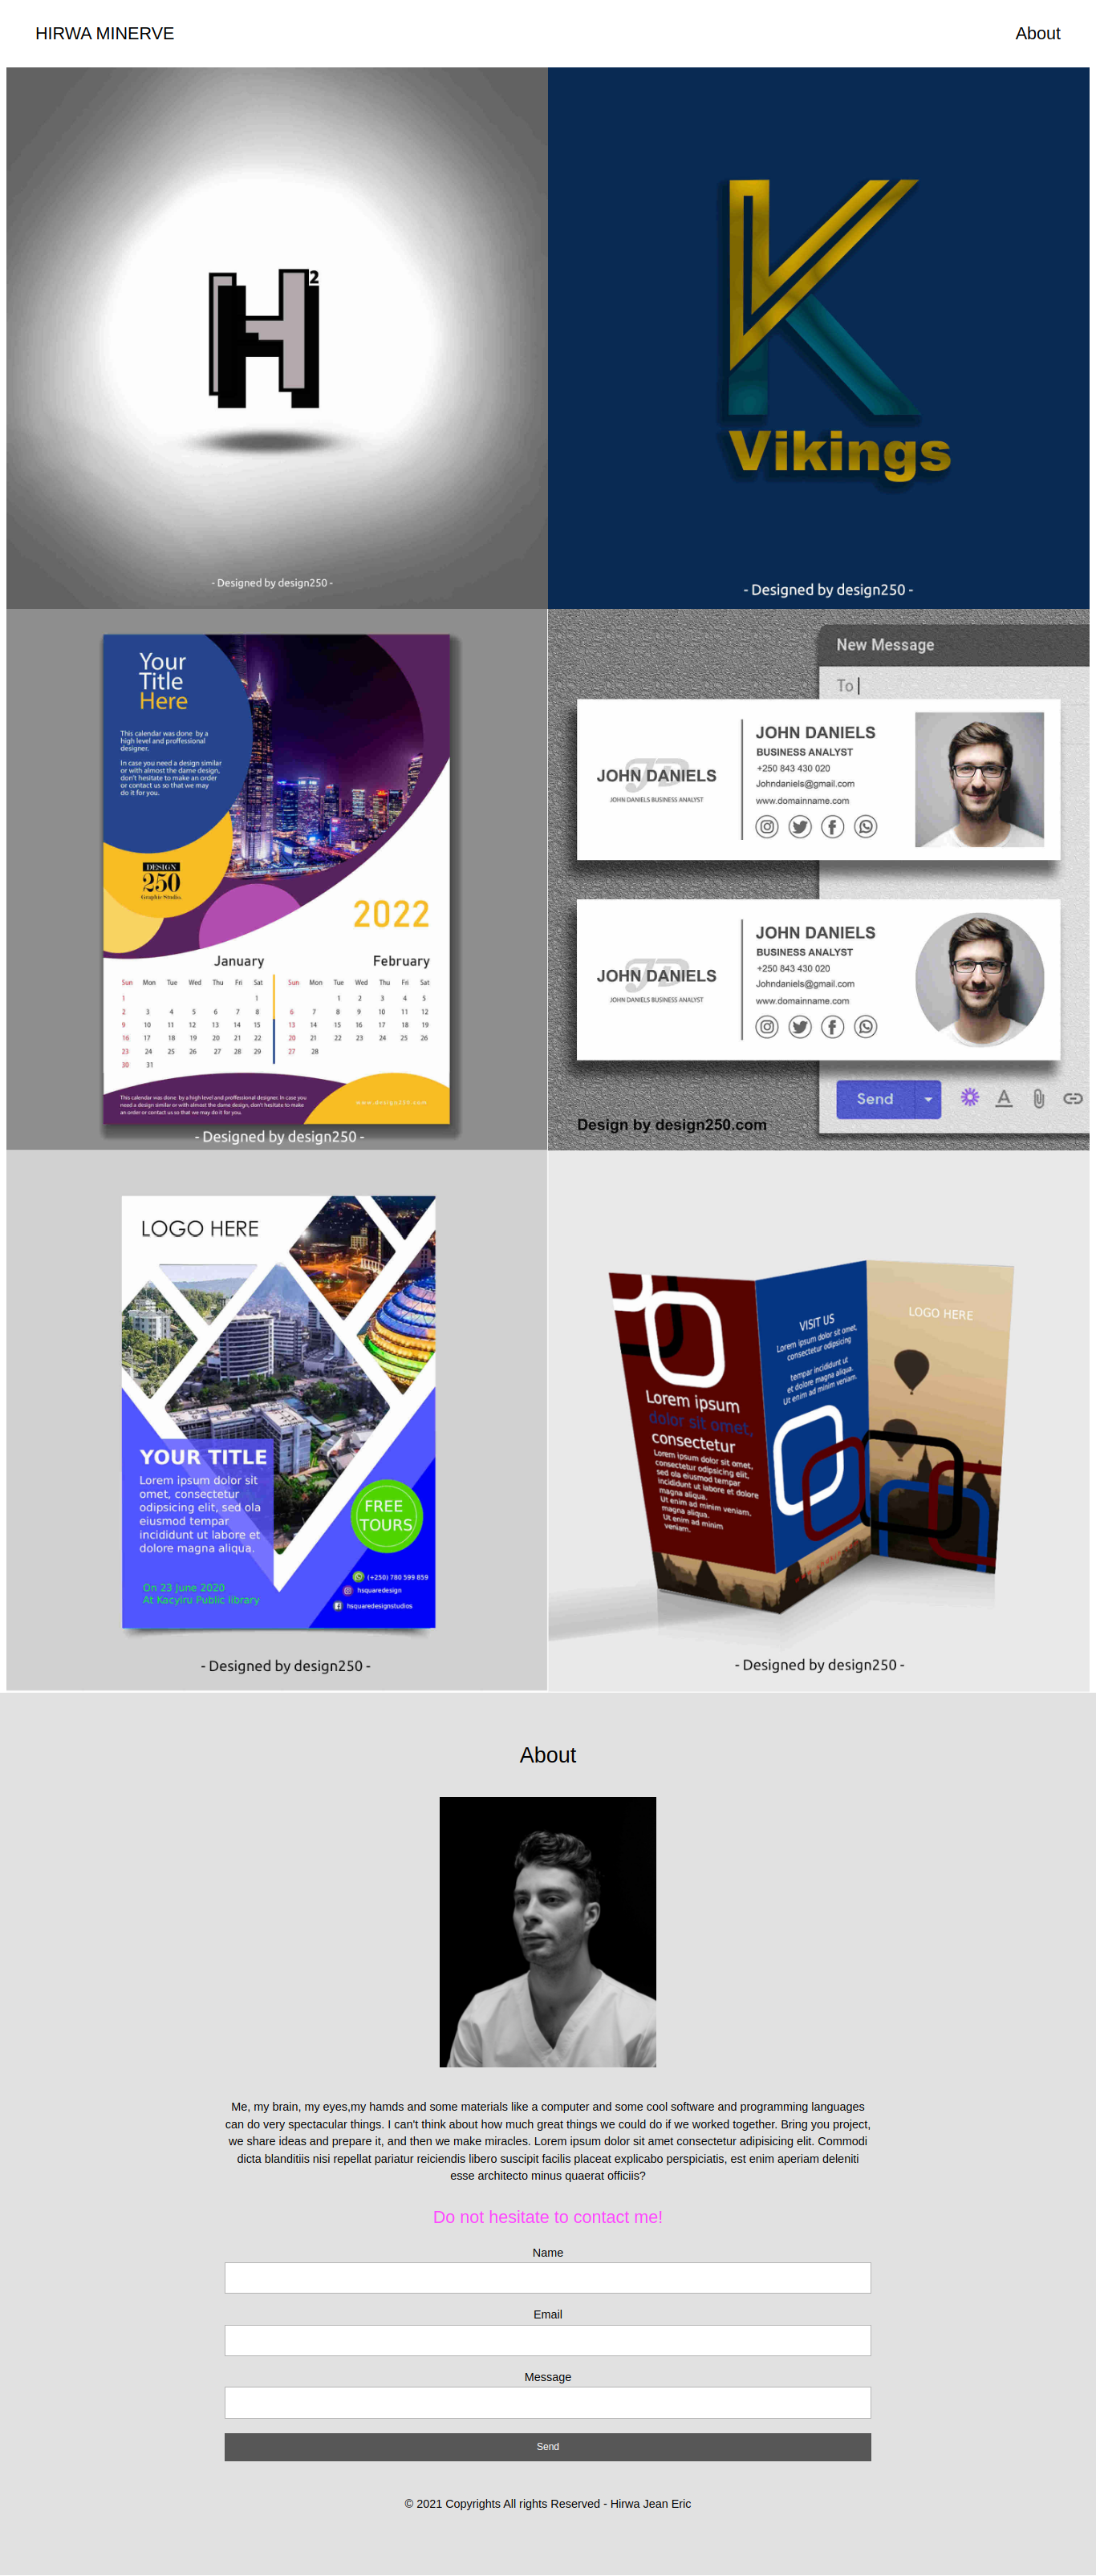 HIRWA MINERVE
About
H2
- Designed by design250 -
K
Vikings
- Designed by design250 -
Your
Title
Here
This calendar was done by a
high level and proffessional
designer.
In case you need a design similar
or with almost the dame design,
don't hesitate to make an order
or contact us so that we may
do it for you.
DESIGN
250
Graphic Studio.
2022
January
February
Sun Mon Tue Wed Thu Fri Sat
Sun Mon Tue Wed Thu Fri Sat
1 1
1 2 3 4 5
2 3 4 5 6 7 8
6 7 8 9 10 11 12
9 10 11 12 13 14 15
13 14 15 16 17 18 19
16 17 18 19 20 21 22
20 21 22 23 24 25 26
23 24 25 26 27 28 29
27 28
30 31
This calendar was done by a high level and proffessional designer. In case you
need a design similar or with almost the dame design, don't hesitate to make
an order or contact us so that we may do it for you.
www.design250.com
- Designed by design250 -
New Message
To
JD
JOHN DANIELS
JOHN DANIELS BUSINESS ANALYST
JOHN DANIELS
BUSINESS ANALYST
+250 843 430 020
Johndaniels@gmail.com
www.domainname.com
JD
JOHN DANIELS
JOHN DANIELS BUSINESS ANALYST
JOHN DANIELS
BUSINESS ANALYST
+250 843 430 020
Johndaniels@gmail.com
www.domainname.com
Send
A
Design by design250.com
LOGO HERE
YOUR TITLE
Lorem ipsum dolor sit
omet, consectetur
odipsicing elit, sed ola
eiusmod tempar
incididunt ut labore et
dolore magna aliqua.
On 23 June 2020
At Kacyiru Public library
FREE
TOURS
(+250) 780 599 859
hsquaredesign
hsquaredesignstudios
- Designed by design250 -
Lorem ipsum
dolor sit omet,
consectetur
Lorem ipsum dolor sit omet,
consectetur odipsicing elit,
sed ola eiusmod tempar
incididunt ut labore et dolore
magna aliqua.
Ut enim ad minim veniam,
magna aliqua.
Ut enim ad minim
veniam.
VISIT US
Lorem ipsum dolor sit omet,
consectetur odipsicing
tempar incididunt ut
et dolore magna aliqua.
Ut enim ad minim veniam.
LOGO HERE
- Designed by design250 -
About
Me, my brain, my eyes,my hamds and some materials like a computer and some cool software and programming languages
can do very spectacular things. I can't think about how much great things we could do if we worked together. Bring you project,
we share ideas and prepare it, and then we make miracles. Lorem ipsum dolor sit amet consectetur adipisicing elit. Commodi
dicta blanditiis nisi repellat pariatur reiciendis libero suscipit facilis placeat explicabo perspiciatis, est enim aperiam deleniti
esse architecto minus quaerat officiis?
Do not hesitate to contact me!
Name
Email
Message
Send
© 2021 Copyrights All rights Reserved - Hirwa Jean Eric